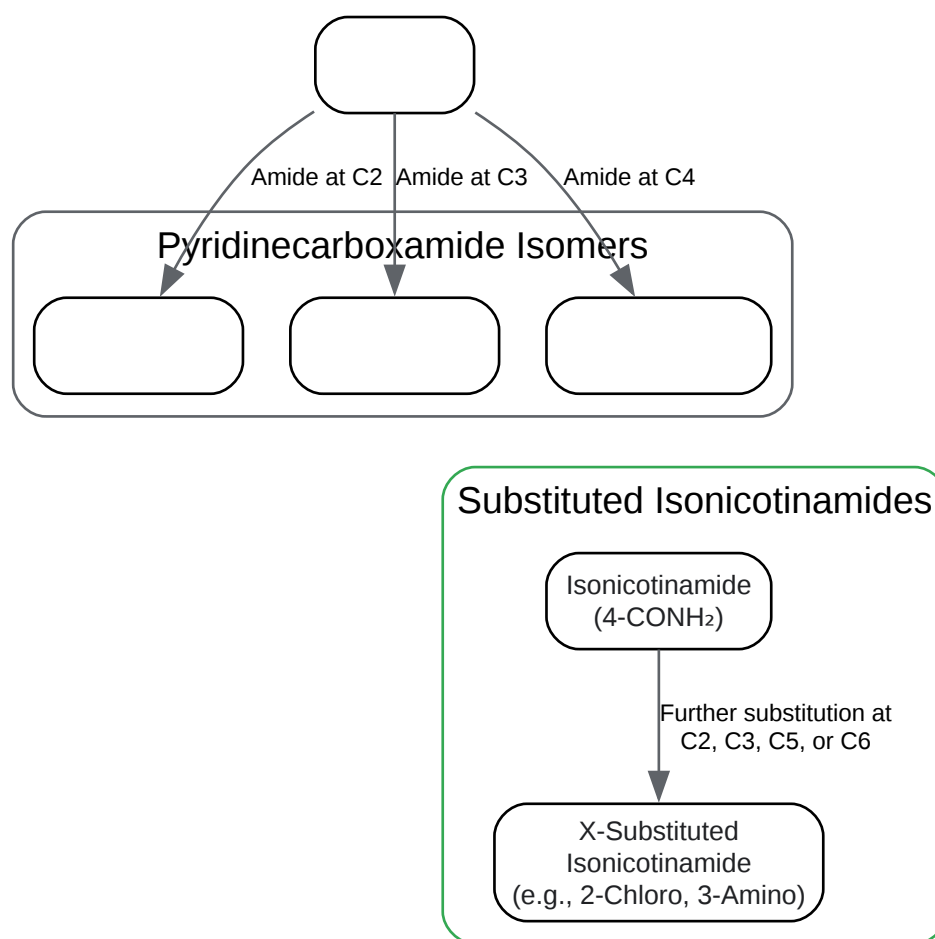 Amide at C2
Amide at C3
Amide at C4
Pyridinecarboxamide Isomers
Substituted Isonicotinamides
Isonicotinamide
(4-CONH₂)
Further substitution at
C2, C3, C5, or C6
X-Substituted
Isonicotinamide
(e.g., 2-Chloro, 3-Amino)